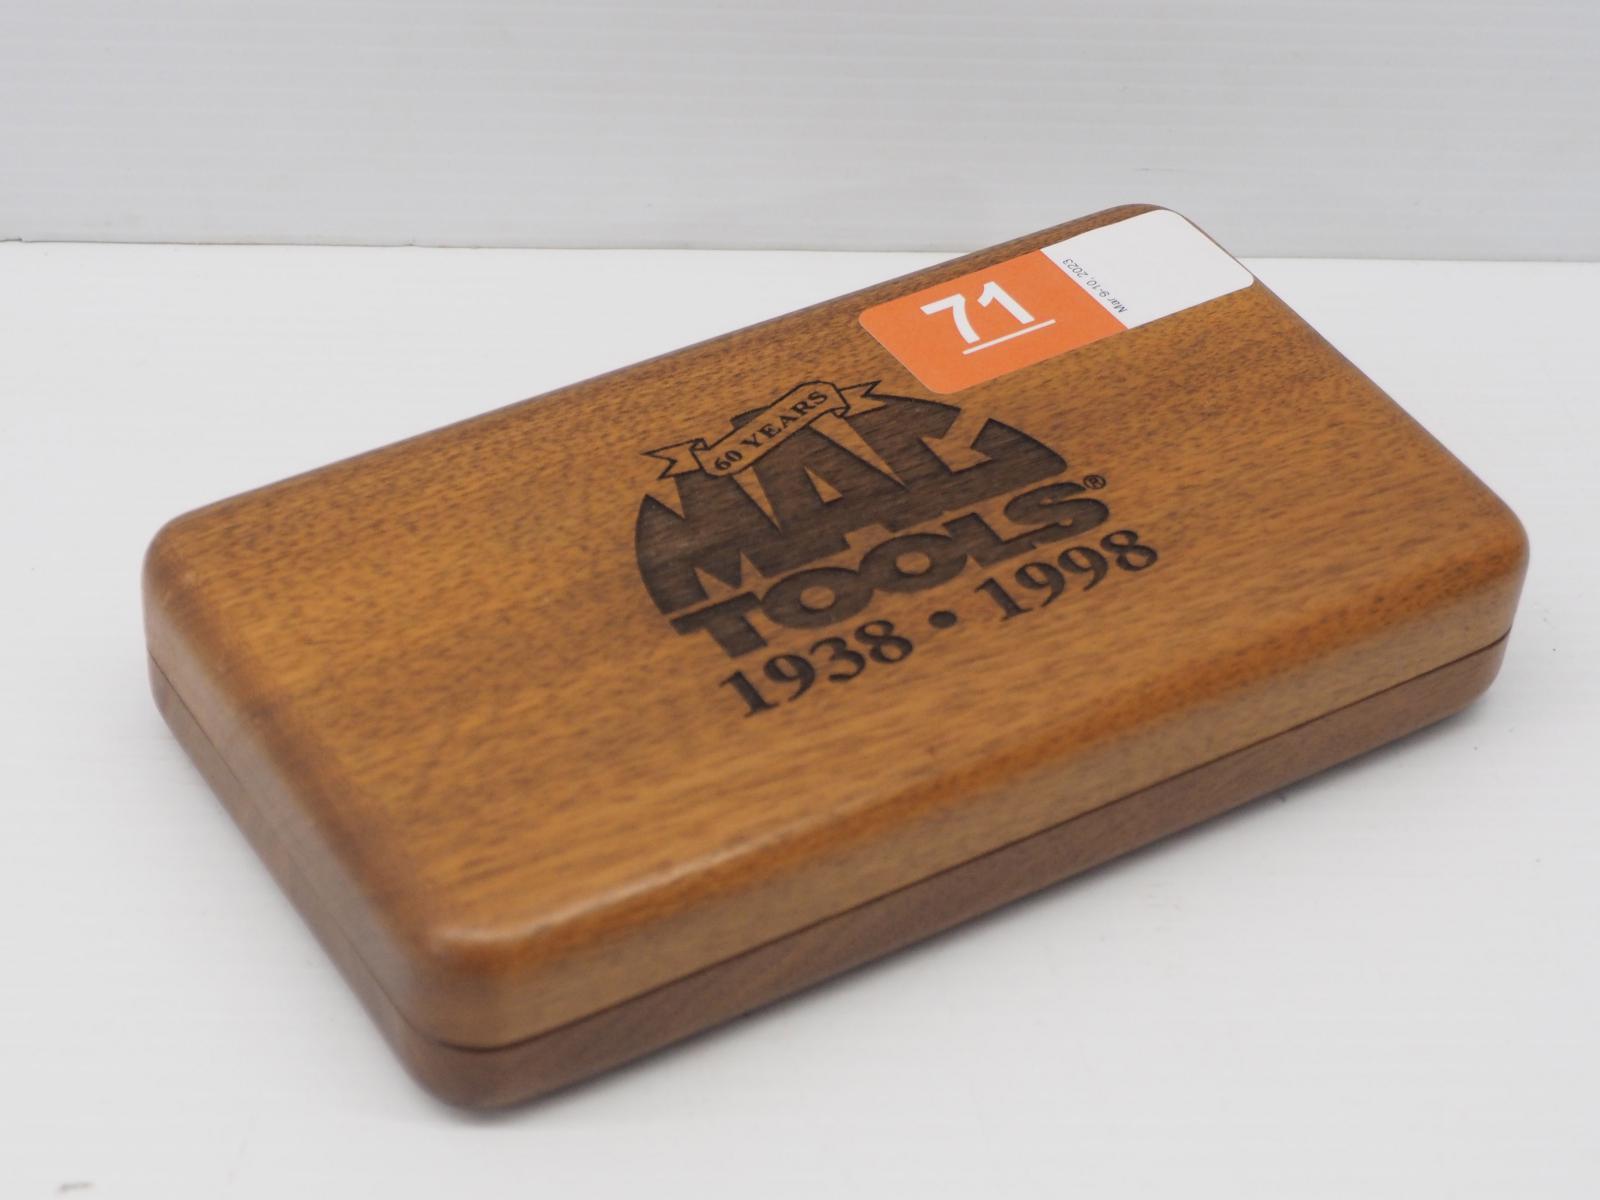 71
Mar 9-10, 2023
60 YEARS
MAC
TOOLS®
1938 • 1998